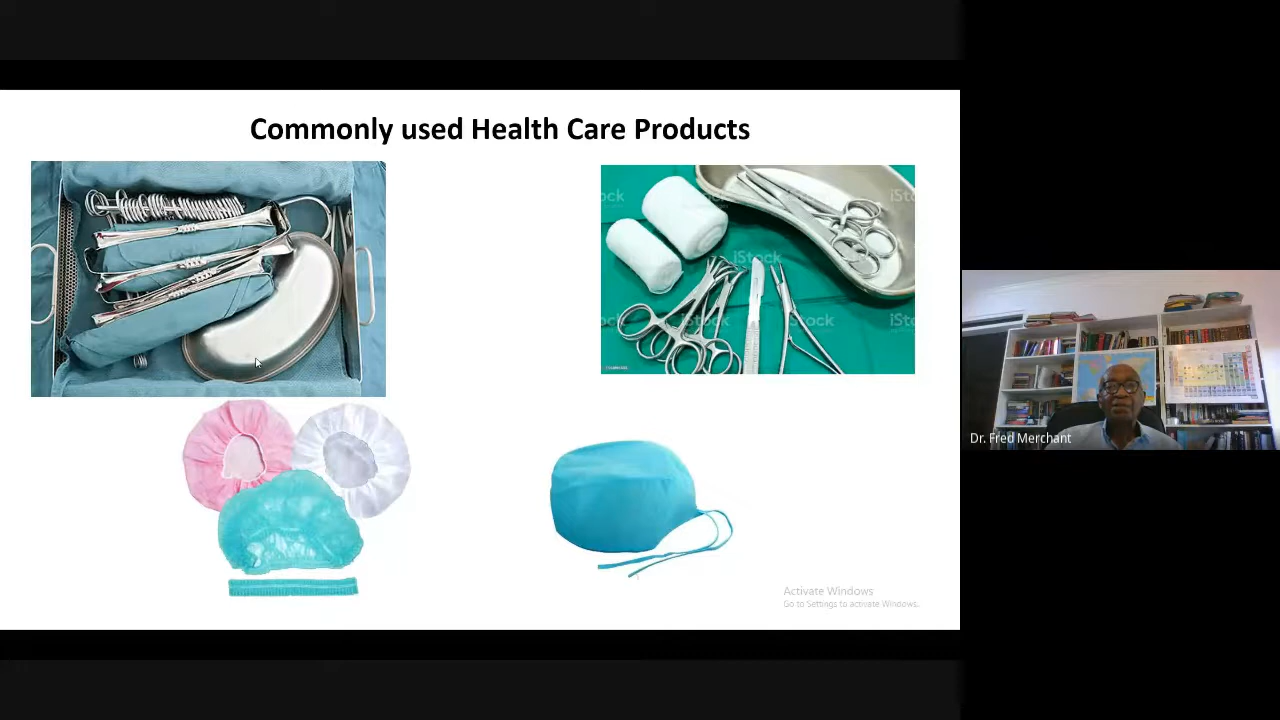 Commonly used Health Care Products
iStock
Dr. Fred Merchant
Activate Windows
Go to Settings to activate Windows.